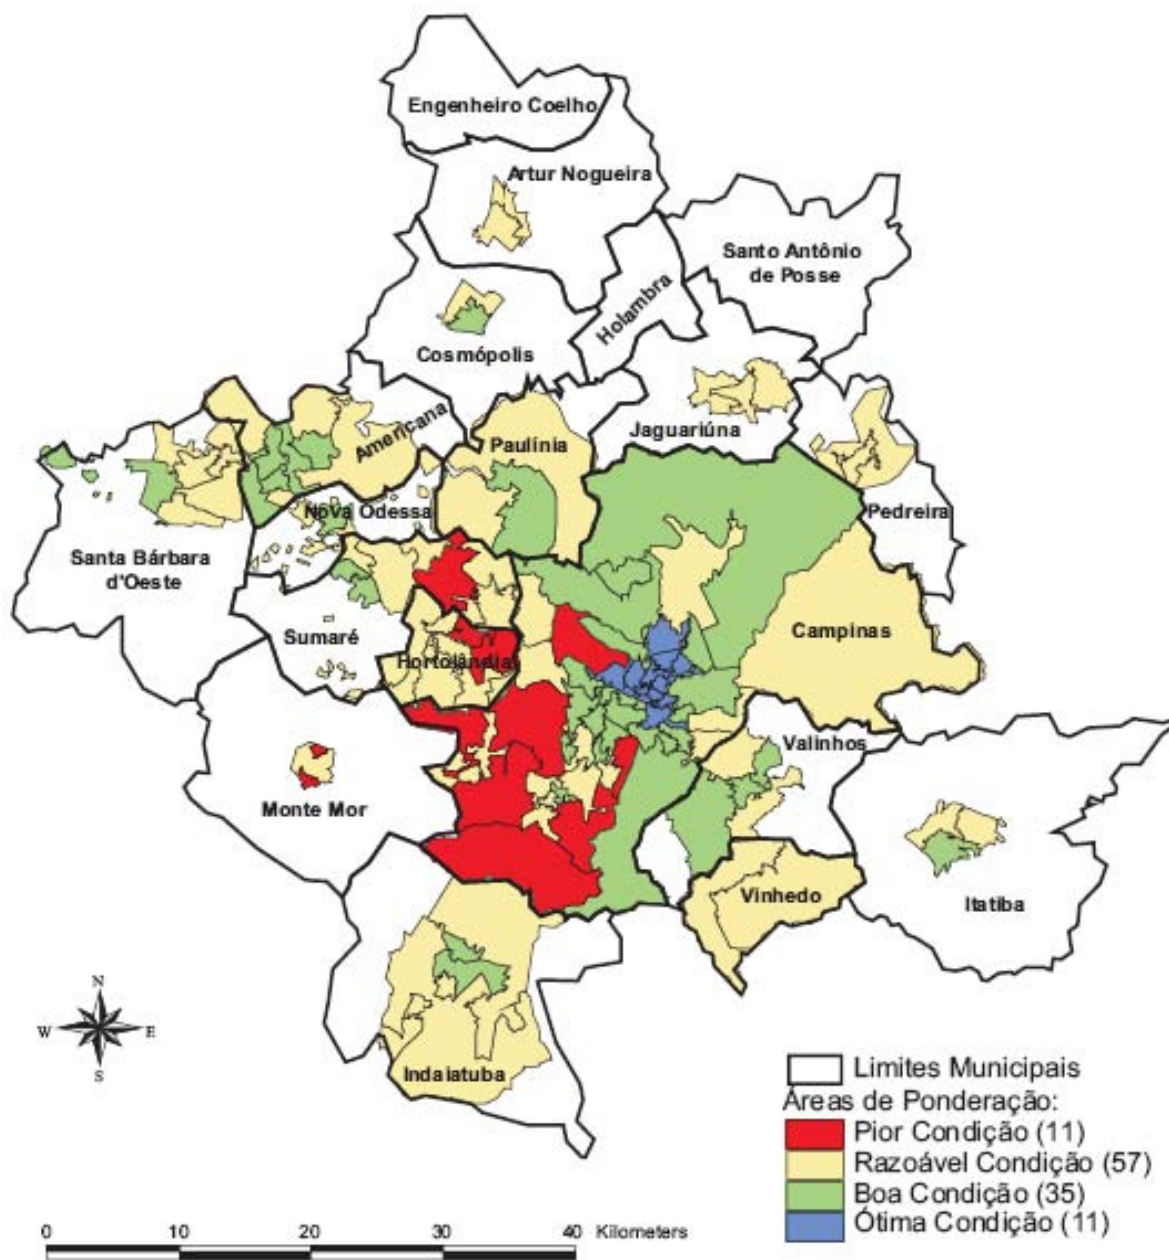 Engenheiro Coelho
Artur Nogueira
Santo Antônio
de Posse
Holambra
Cosmópolis
Jaguariúna
Americana
Paulínia
Nova Odessa
Pedreira
Santa Bárbara
d'Oeste
Sumaré
Hortolândia
Campinas
Valinhos
Monte Mor
Vinhedo
Itatiba
Indaiatuba
N
W
E
S
Limites Municipais
Áreas de Ponderação:
Pior Condição (11)
Razoável Condição (57)
Boa Condição (35)
Ótima Condição (11)
0 10 20 30 40 Kilometers